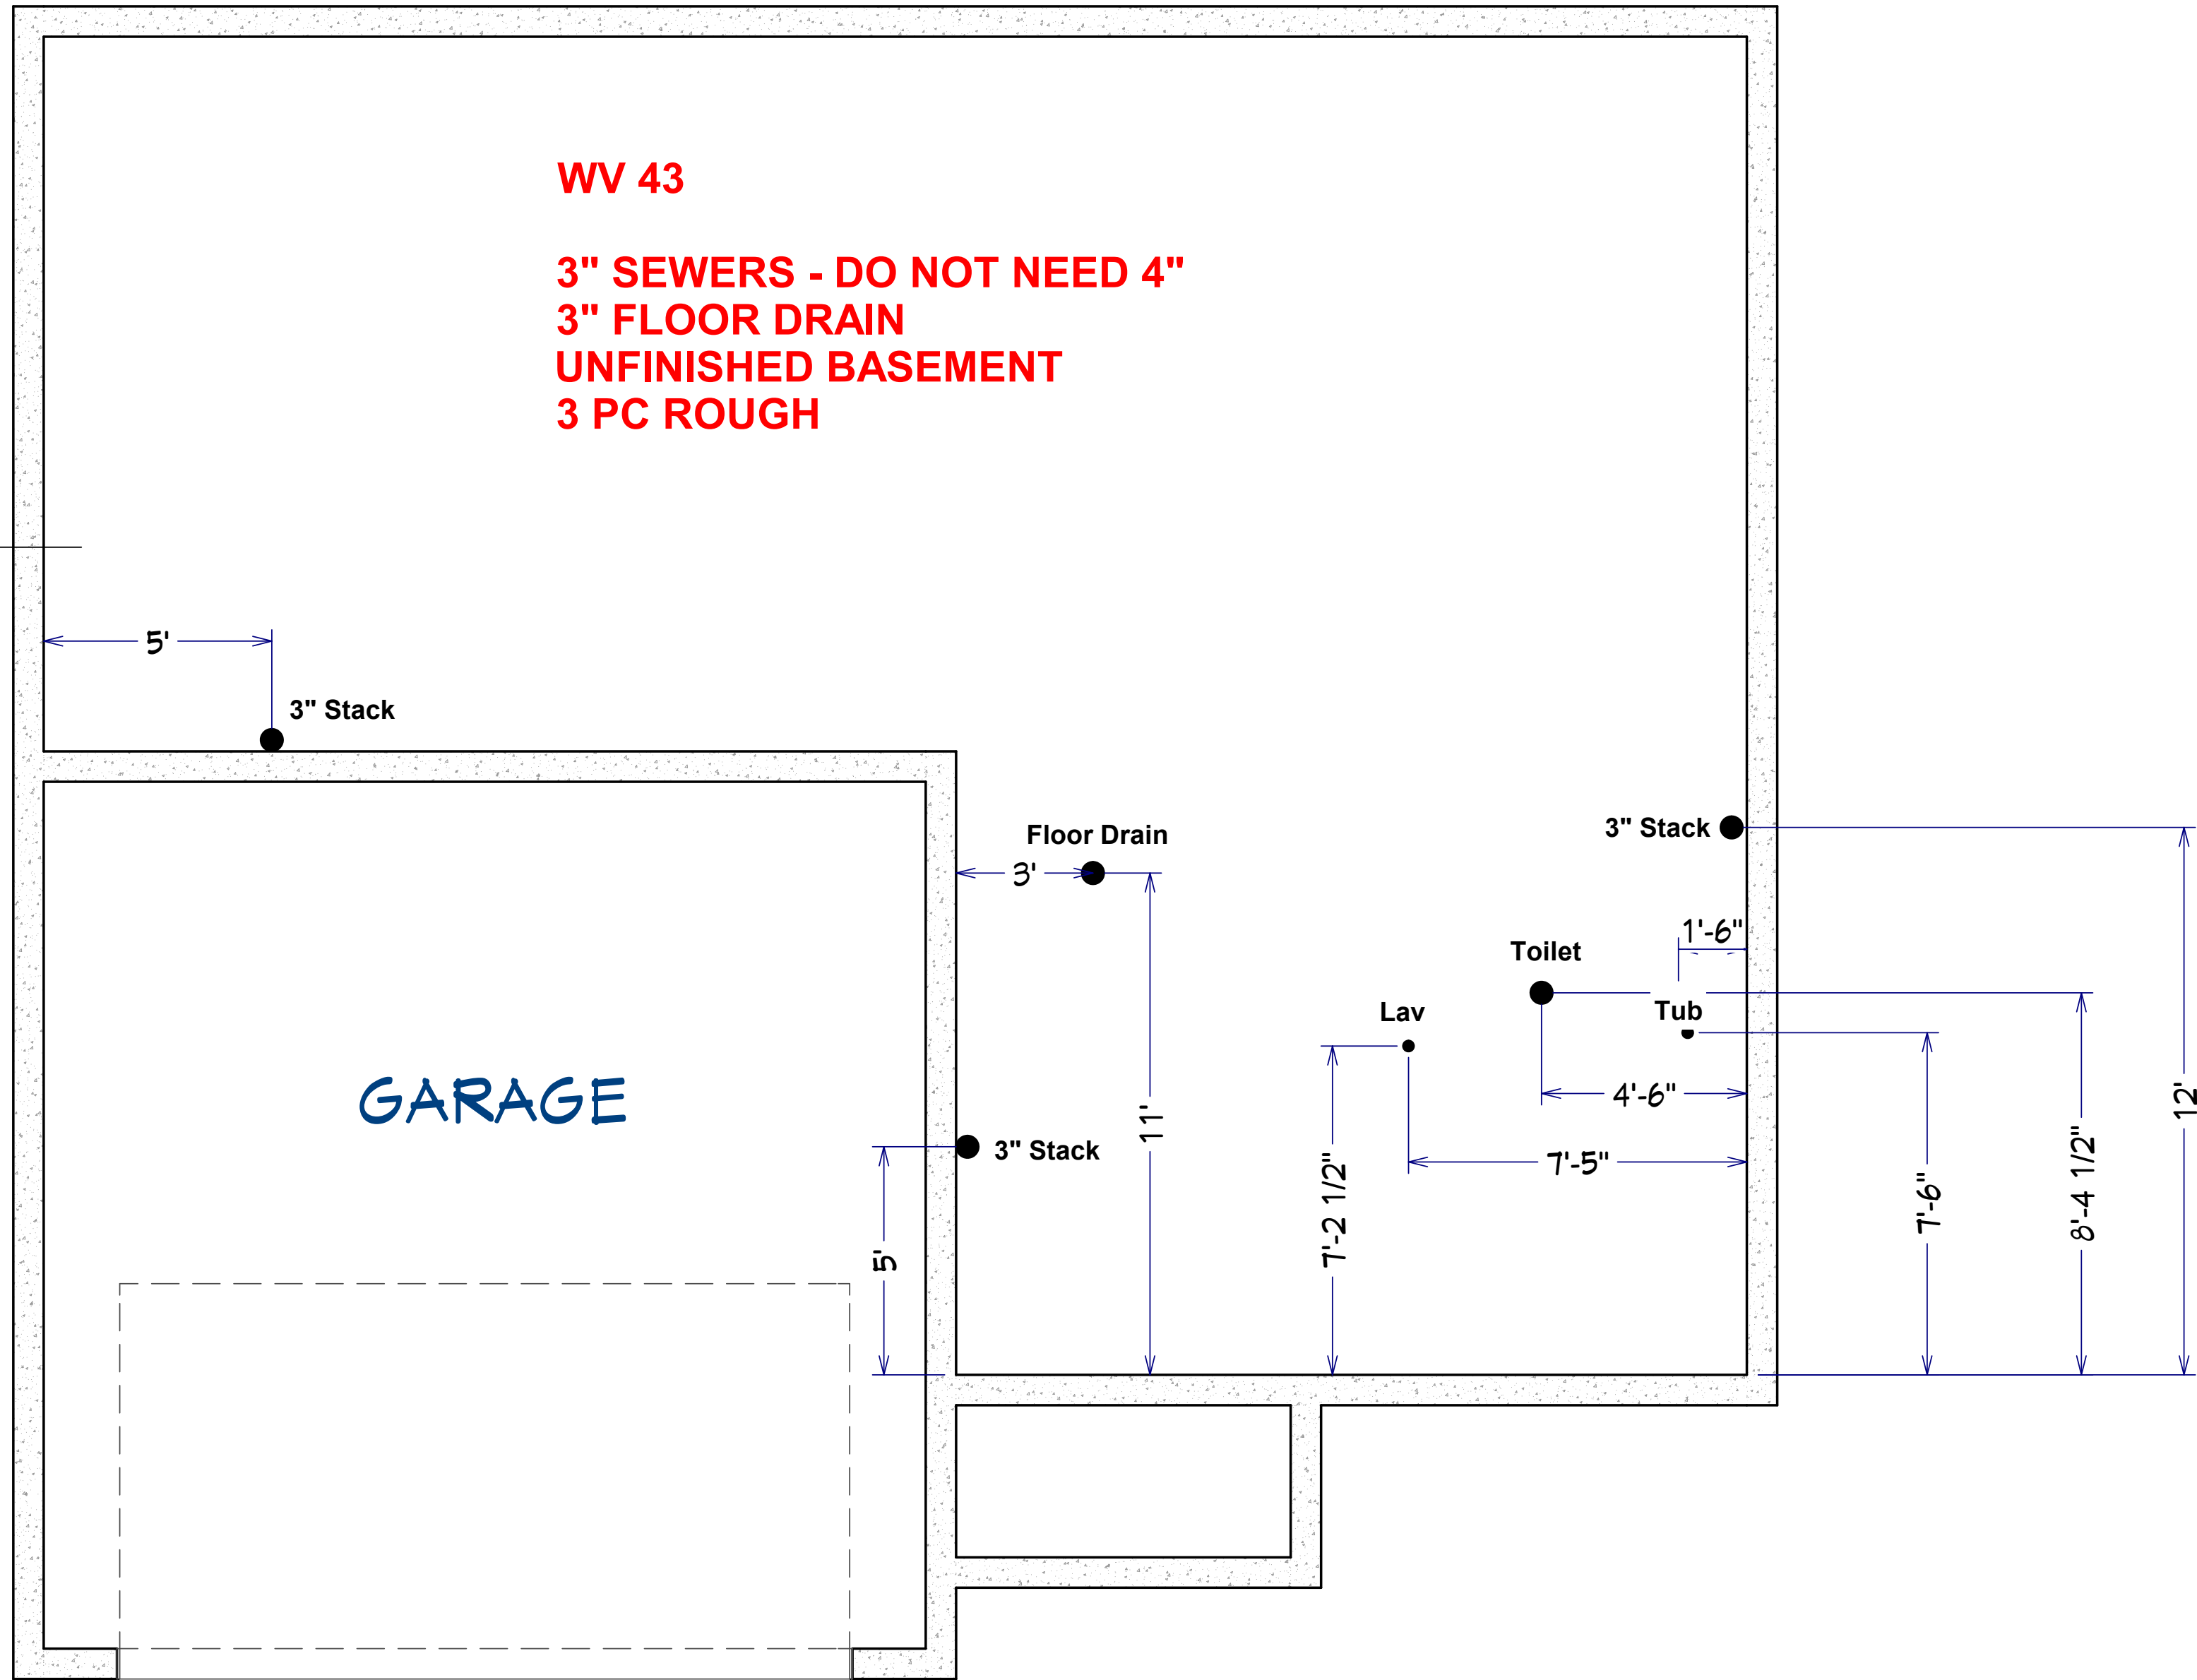 WV 43
3" SEWERS - DO NOT NEED 4"
3" FLOOR DRAIN
UNFINISHED BASEMENT
3 PC ROUGH
5'
3" Stack
Floor Drain
3'
3" Stack
1'-6"
Toilet
Tub
Lav
GARAGE
4'-6"
12'
11'
3" Stack
7'-5"
7'-2 1/2"
7'-6"
8'-4 1/2"
5'